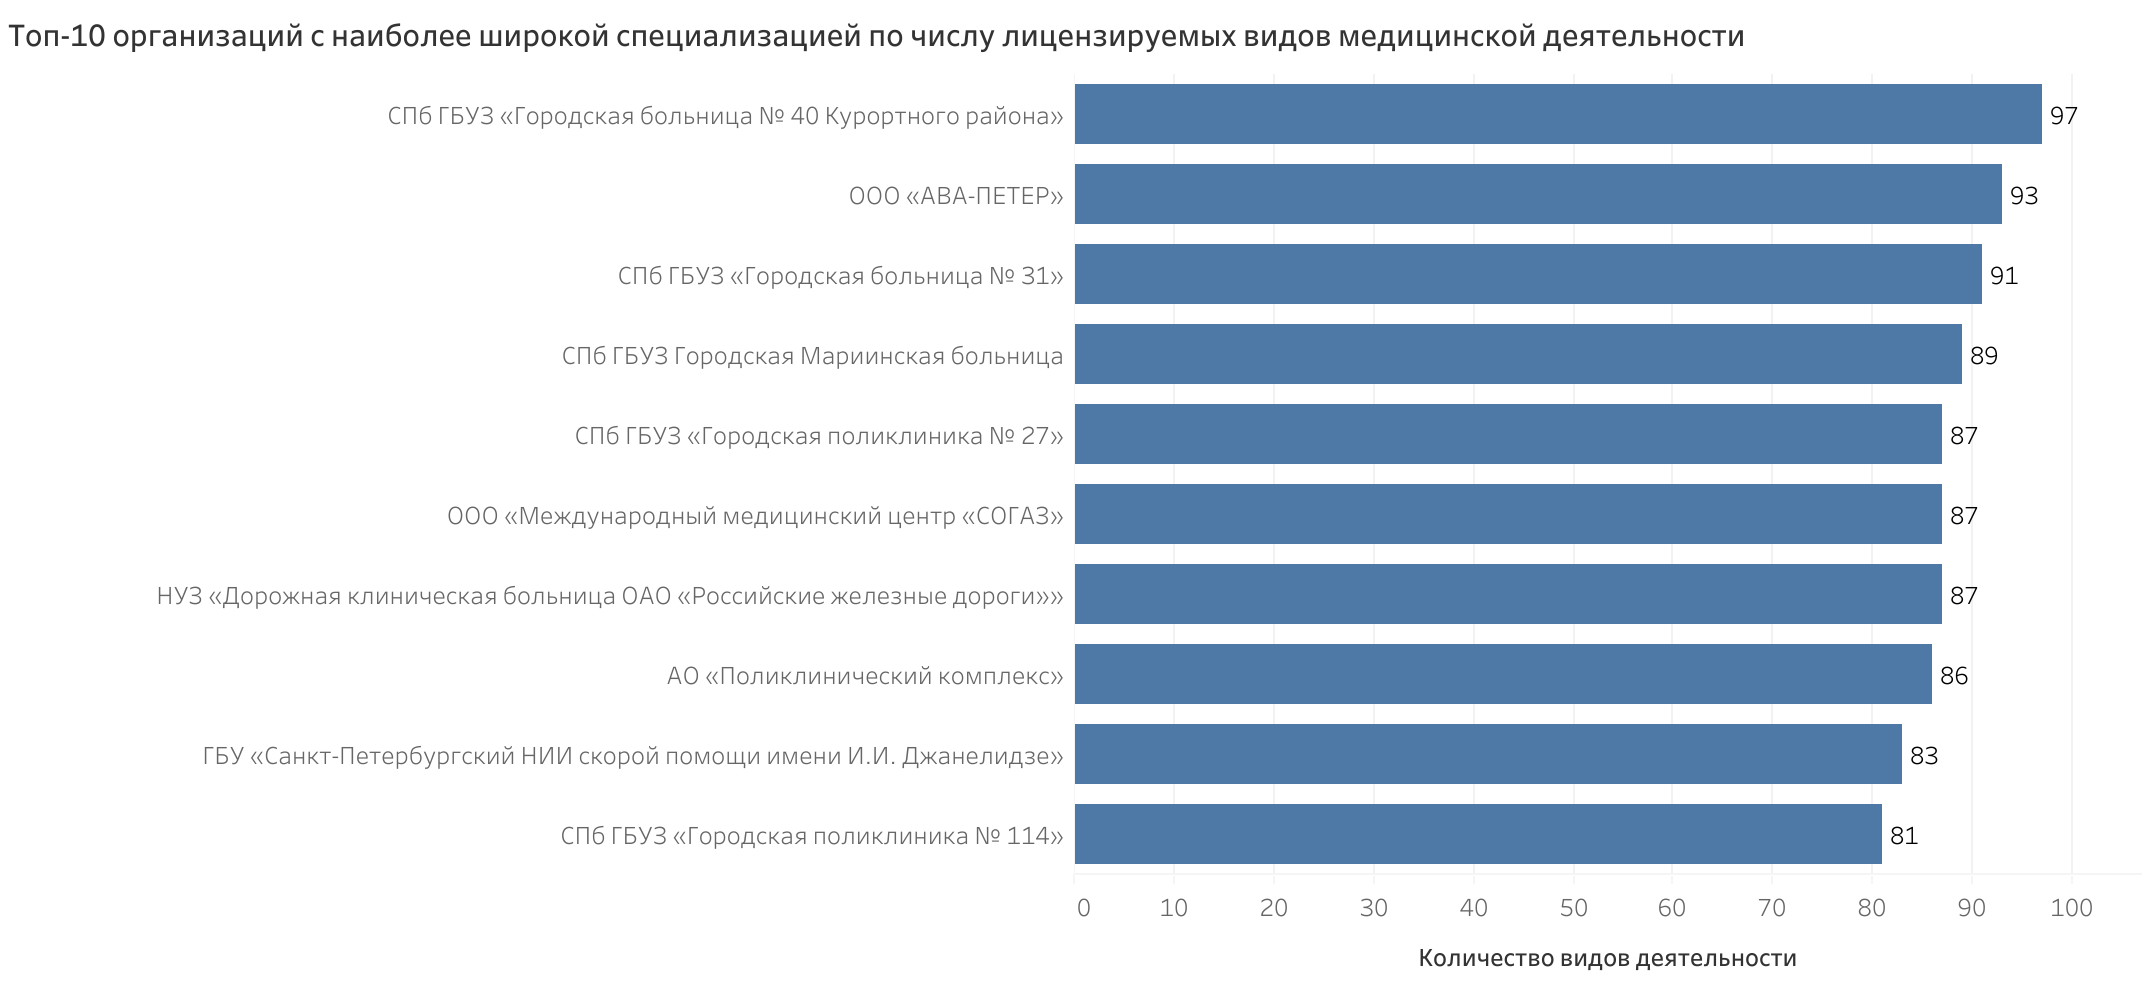 Топ-10 организаций с наиболее широкой специализацией по числу лицензируемых видов медицинской деятельности
СПб ГБУЗ «Городская больница № 40 Курортного района» 97
ООО «АВА-ПЕТЕР» 93
СПб ГБУЗ «Городская больница № 31» 91
СПб ГБУЗ Городская Мариинская больница 89
СПб ГБУЗ «Городская поликлиника № 27» 87
ООО «Международный медицинский центр «СОГАЗ» 87
НУЗ «Дорожная клиническая больница ОАО «Российские железные дороги»» 87
АО «Поликлинический комплекс» 86
ГБУ «Санкт-Петербургский НИИ скорой помощи имени И.И. Джанелидзе» 83
СПб ГБУЗ «Городская поликлиника № 114» 81
0 10 20 30 40 50 60 70 80 90 100
Количество видов деятельности